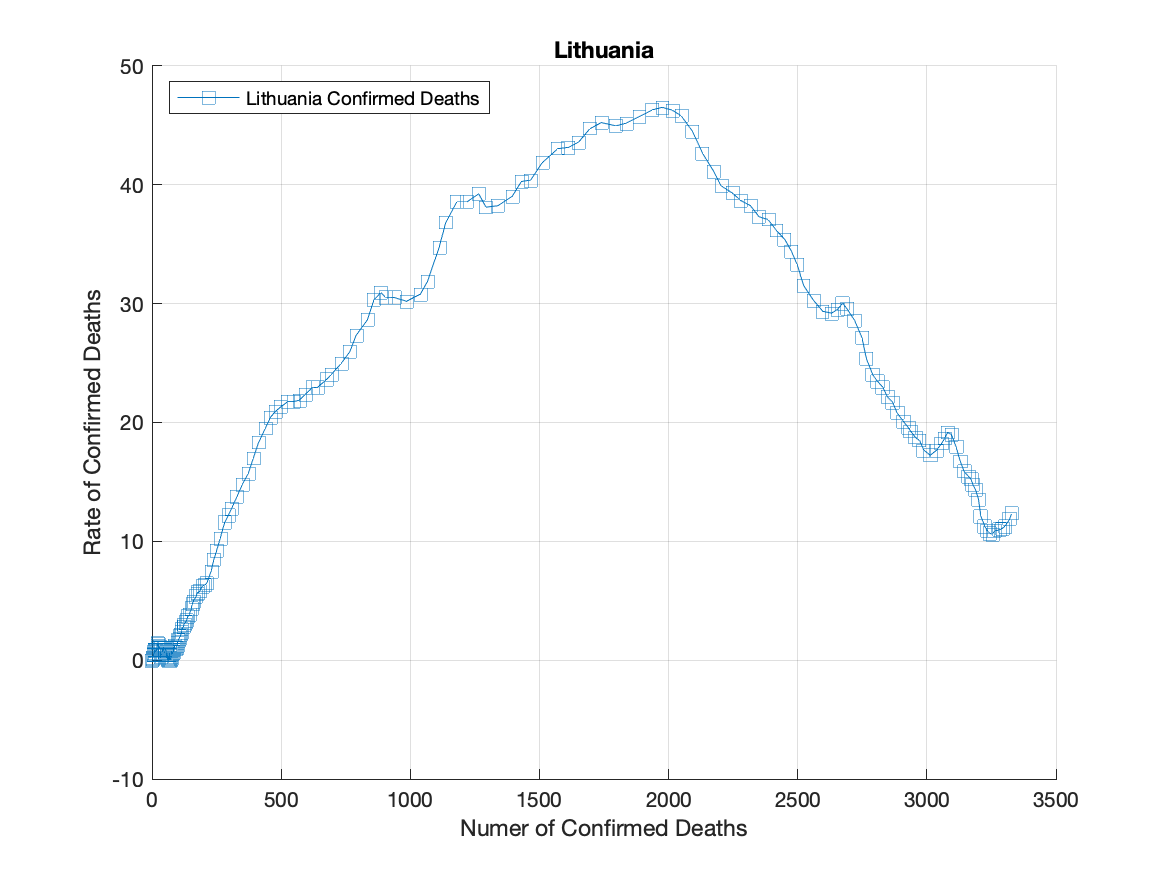 Lithuania
Lithuania Confirmed Deaths
50
40
30
20
10
0
-10
Rate of Confirmed Deaths
0 500 1000 1500 2000 2500 3000 3500
Numer of Confirmed Deaths